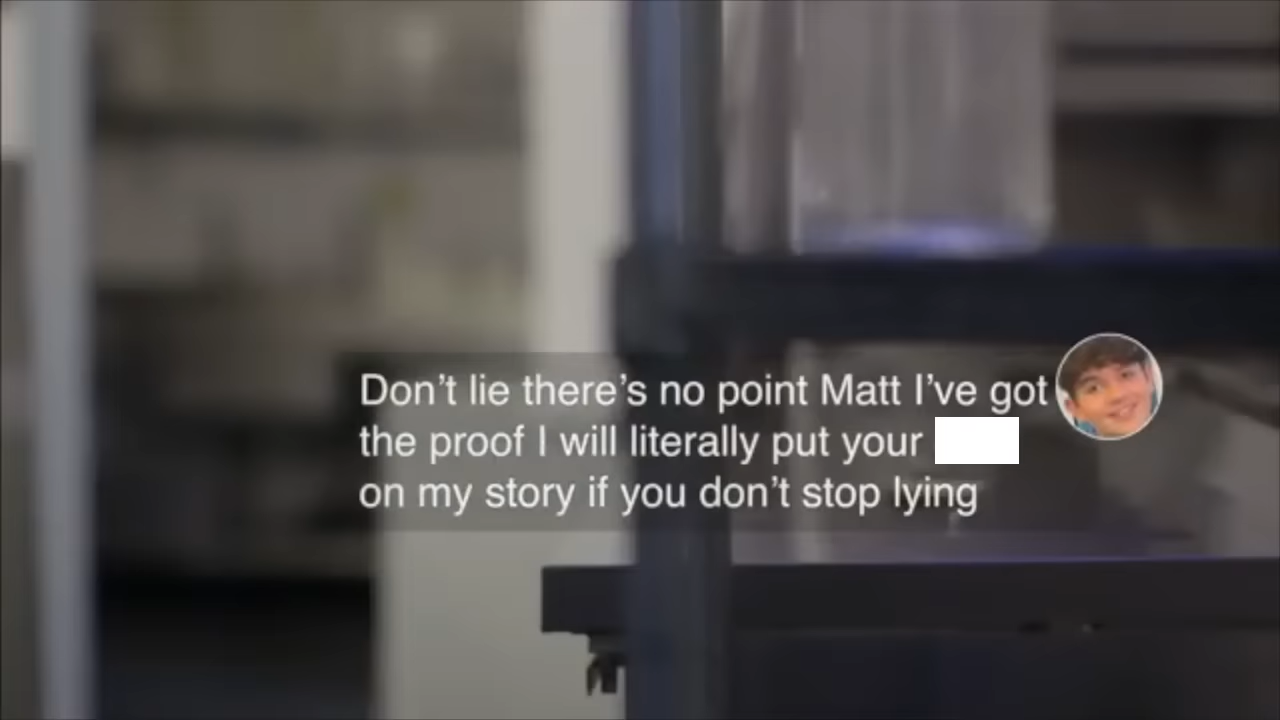 Don’t lie there’s no point Matt I’ve got
the proof I will literally put your
on my story if you don’t stop lying